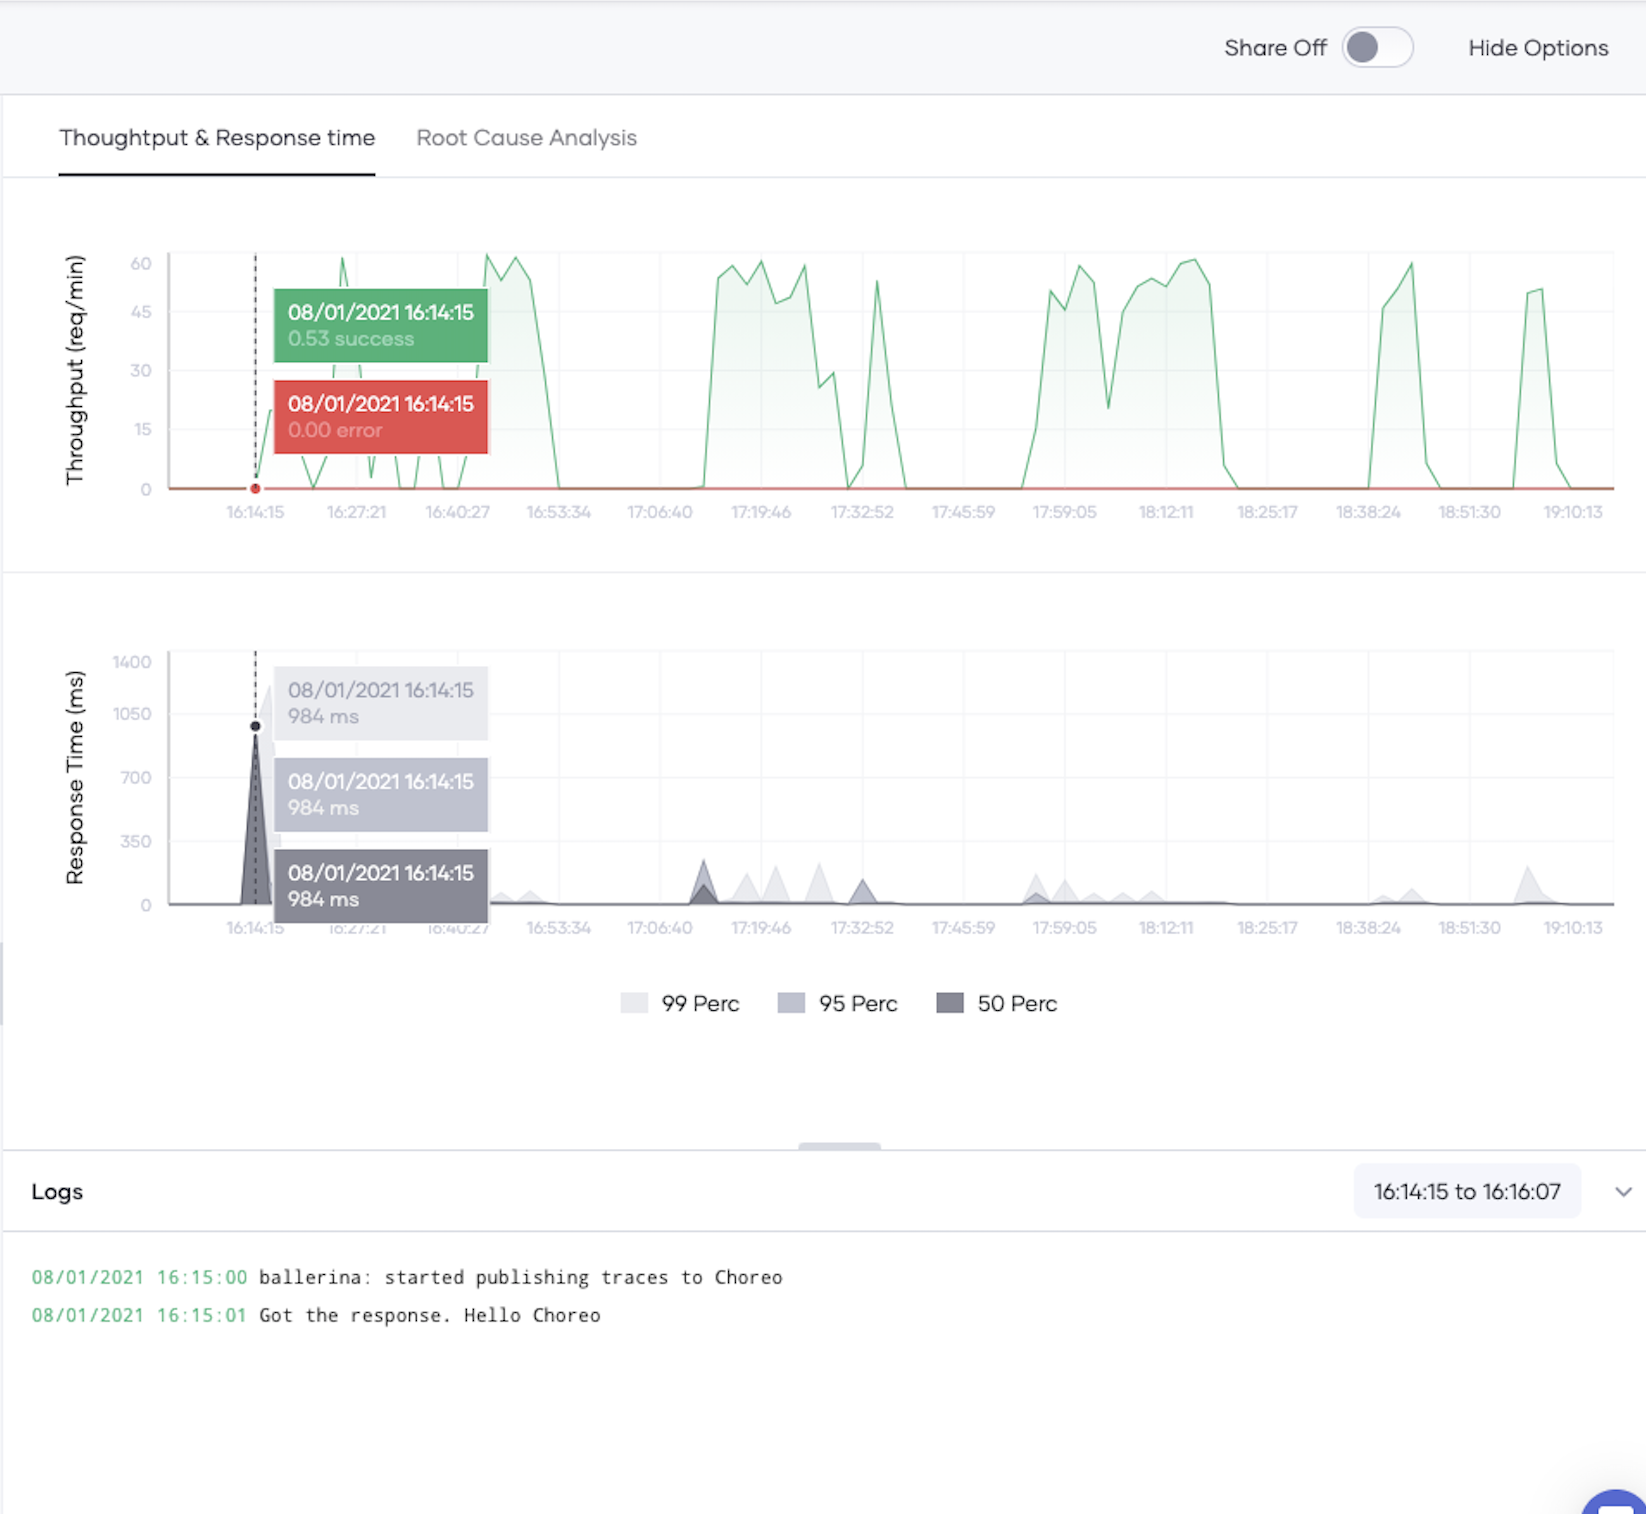 Share Off
Hide Options
Thoughtput & Response time
Root Cause Analysis
Throughput (req/min)
60
45
30
15
0
08/01/2021 16:14:15
0.53 success
08/01/2021 16:14:15
0.00 error
16:14:15 16:27:21 16:40:27 16:53:34 17:06:40 17:19:46 17:32:52 17:45:59 17:59:05 18:12:11 18:25:17 18:38:24 18:51:30 19:10:13
Response Time (ms)
1400
1050
700
350
0
08/01/2021 16:14:15
984 ms
08/01/2021 16:14:15
984 ms
08/01/2021 16:14:15
984 ms
16:14:15 16:27:21 16:40:27 16:53:34 17:06:40 17:19:46 17:32:52 17:45:59 17:59:05 18:12:11 18:25:17 18:38:24 18:51:30 19:10:13
99 Perc 95 Perc 50 Perc
Logs
16:14:15 to 16:16:07
08/01/2021 16:15:00 ballerina: started publishing traces to Choreo
08/01/2021 16:15:01 Got the response. Hello Choreo